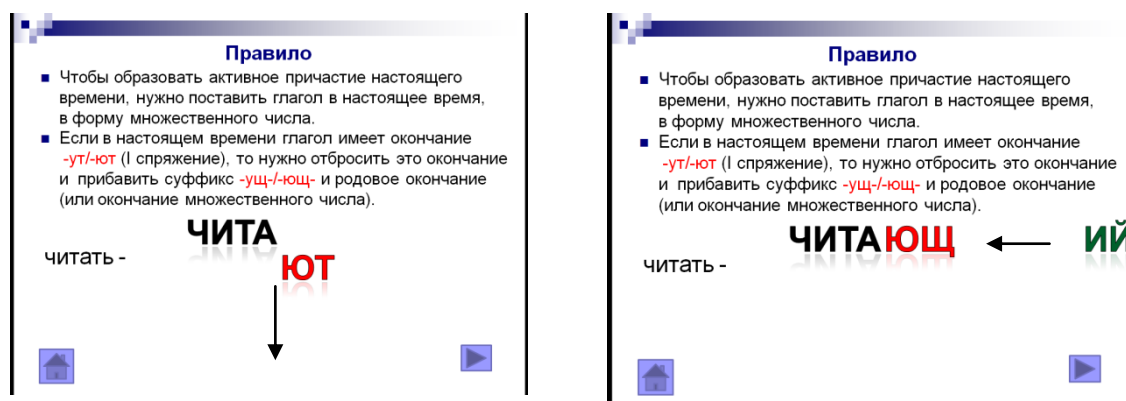 Правило
Чтобы образовать активное причастие настоящего
времени, нужно поставить глагол в настоящее время,
в форму множественного числа.
Если в настоящем времени глагол имеет окончание
-ут/-ют (I спряжение), то нужно отбросить это окончание
и прибавить суффикс -ущ-/-ющ- и родовое окончание
(или окончание множественного числа).
ЧИТА
читать -
ЮТ
Правило
Чтобы образовать активное причастие настоящего
времени, нужно поставить глагол в настоящее время,
в форму множественного числа.
Если в настоящем времени глагол имеет окончание
-ут/-ют (I спряжение), то нужно отбросить это окончание
и прибавить суффикс -ущ-/-ющ- и родовое окончание
(или окончание множественного числа).
ЧИТАЮЩ ИЙ
читать -